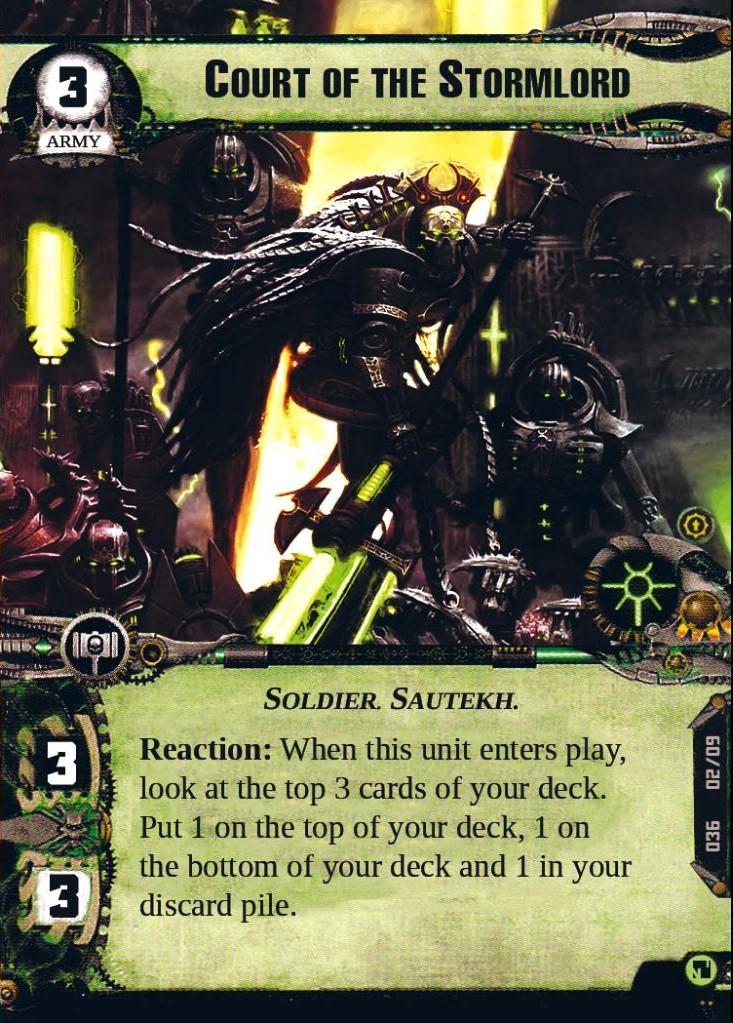 3
COURT OF THE STORMLORD
ARMY
SOLDIER. SAUTEKH.
3
Reaction: When this unit enters play,
look at the top 3 cards of your deck.
Put 1 on the top of your deck, 1 on
the bottom of your deck and 1 in your
discard pile.
3
036 02/09